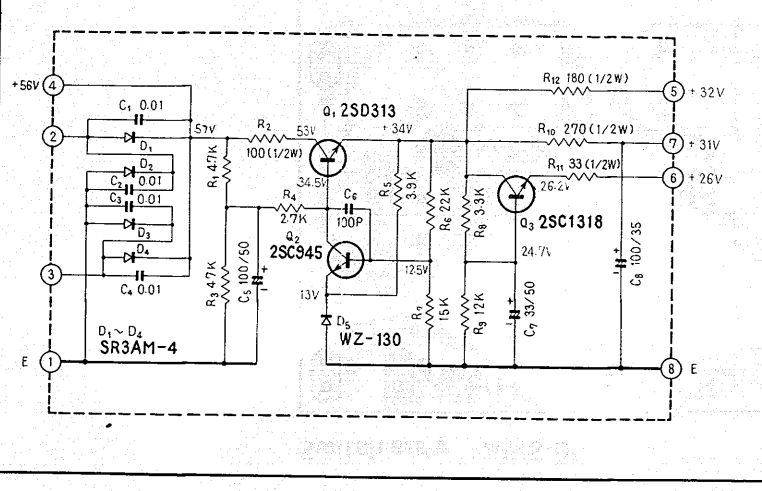 R12 180 (1/2W)
+56V
4
5
+ 32V
C1 0.01
Q1 2SD313
2
D1
57V
R2
100 (1/2W)
53V
+34V
R10 270 (1/2W)
7
+ 31V
D2
C2 0.01
C3 0.01
R1 4.7K
34.5V
R11 33 (1/2W)
26.2V
6
+ 26V
R4
2.7K
C6
100P
R5
3.9K
R6 22K
R8 3.3K
D3
Q2
2SC945
Q3 2SC1318
D4
24.7V
3
C4 0.01
R3 47K
C5 100/50
+
-
12.5V
13V
R7
15K
R9 12K
+
-
C7 33/50
+
-
C8 100/35
D5
WZ-130
D1~D4
SR3AM-4
E
1
8
E